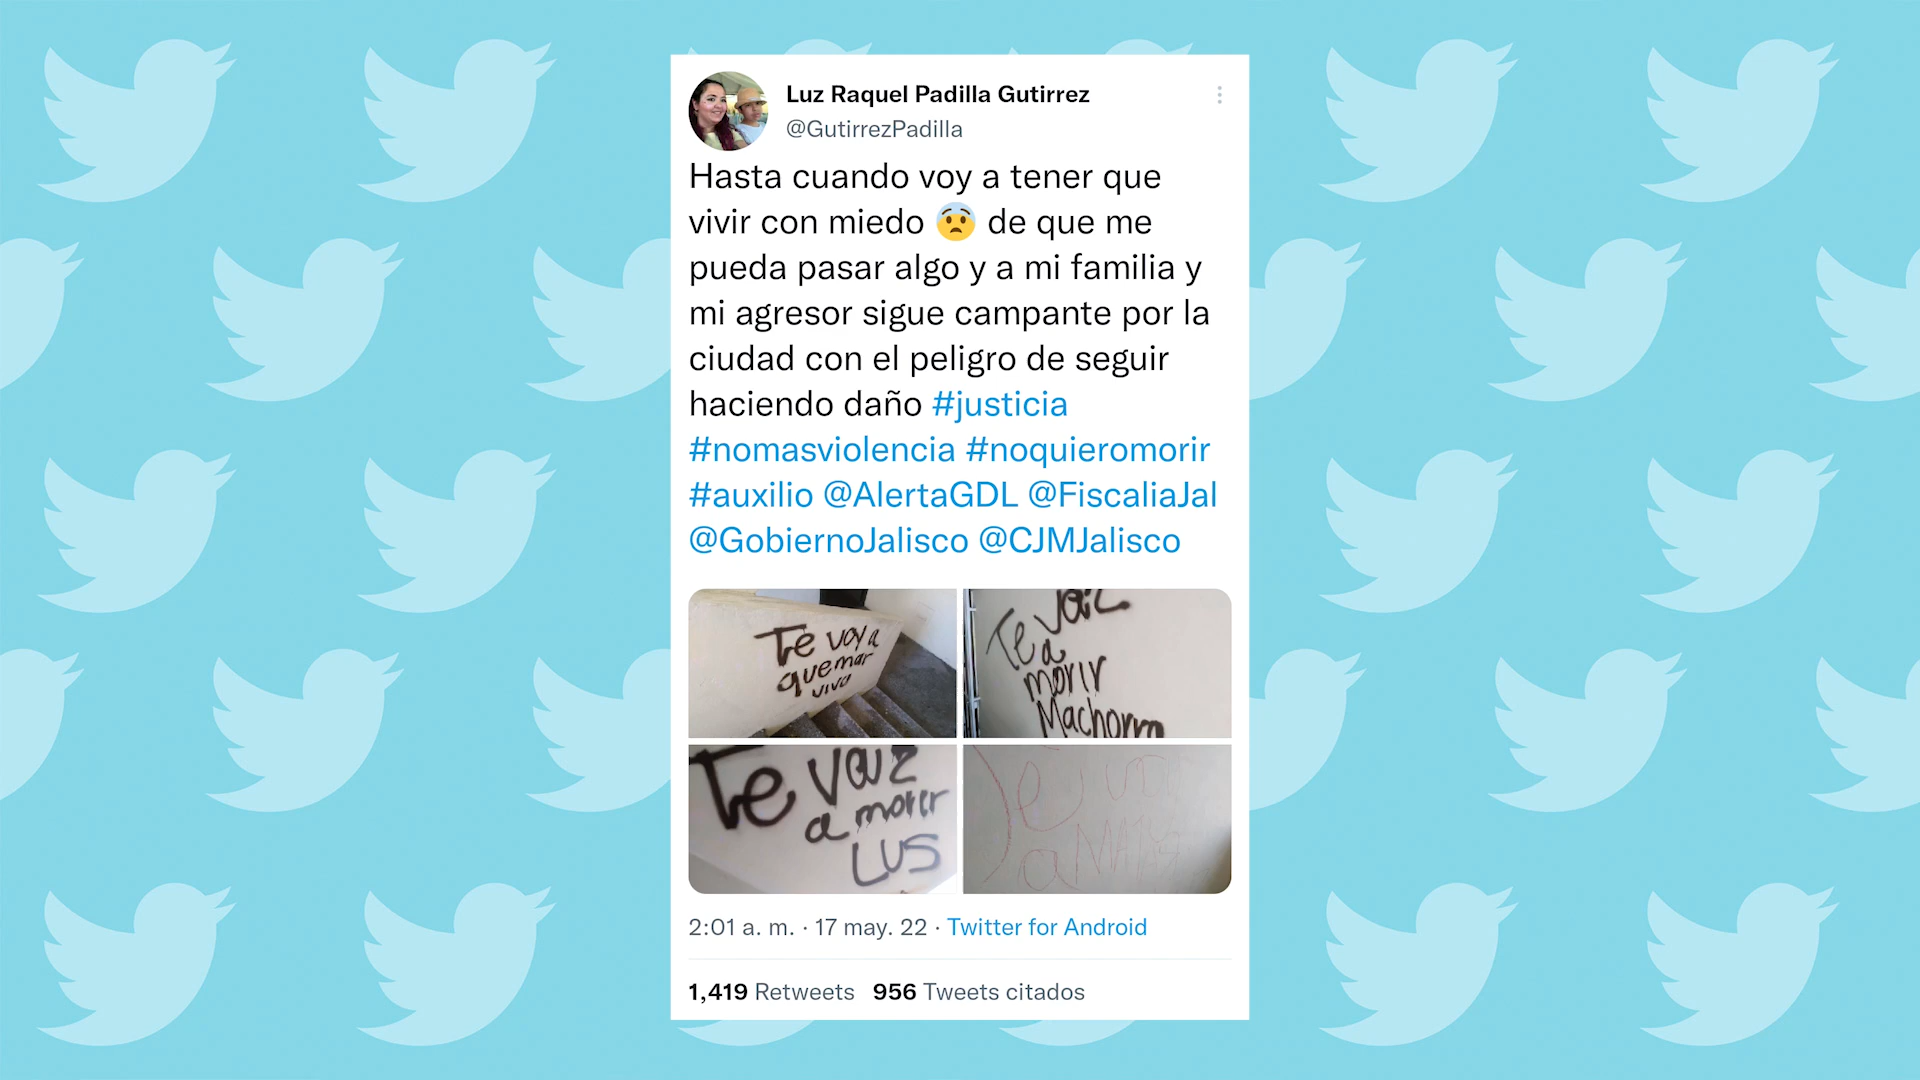 Luz Raquel Padilla Gutirrez
@GutirrezPadilla
Hasta cuando voy a tener que
vivir con miedo 😨 de que me
pueda pasar algo y a mi familia y
mi agresor sigue campante por la
ciudad con el peligro de seguir
haciendo daño #justicia
#nomasviolencia #noquieromorir
#auxilio @AlertaGDL @FiscaliaJal
@GobiernoJalisco @CJMJalisco
Te voy a
quemar
viva
Te vaz
a
morir
Machorra
Te vaz
a morir
LUS
Te voy
a
2:01 a. m. · 17 may. 22 · Twitter for Android
1,419 Retweets 956 Tweets citados